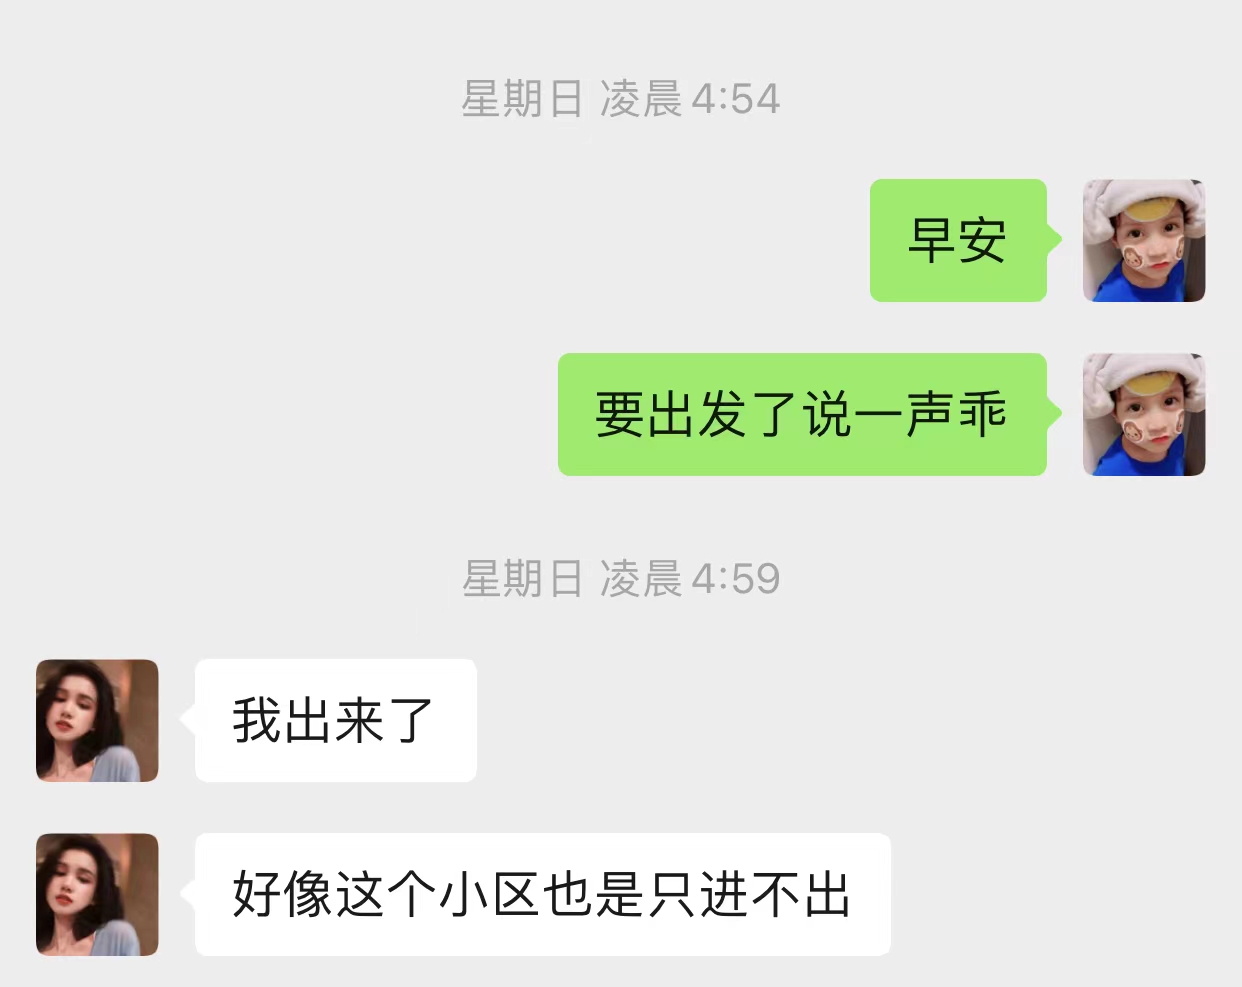 星期日 凌晨4:54
早安
要出发了说一声乖
星期日 凌晨4:59
我出来了
好像这个小区也是只进不出